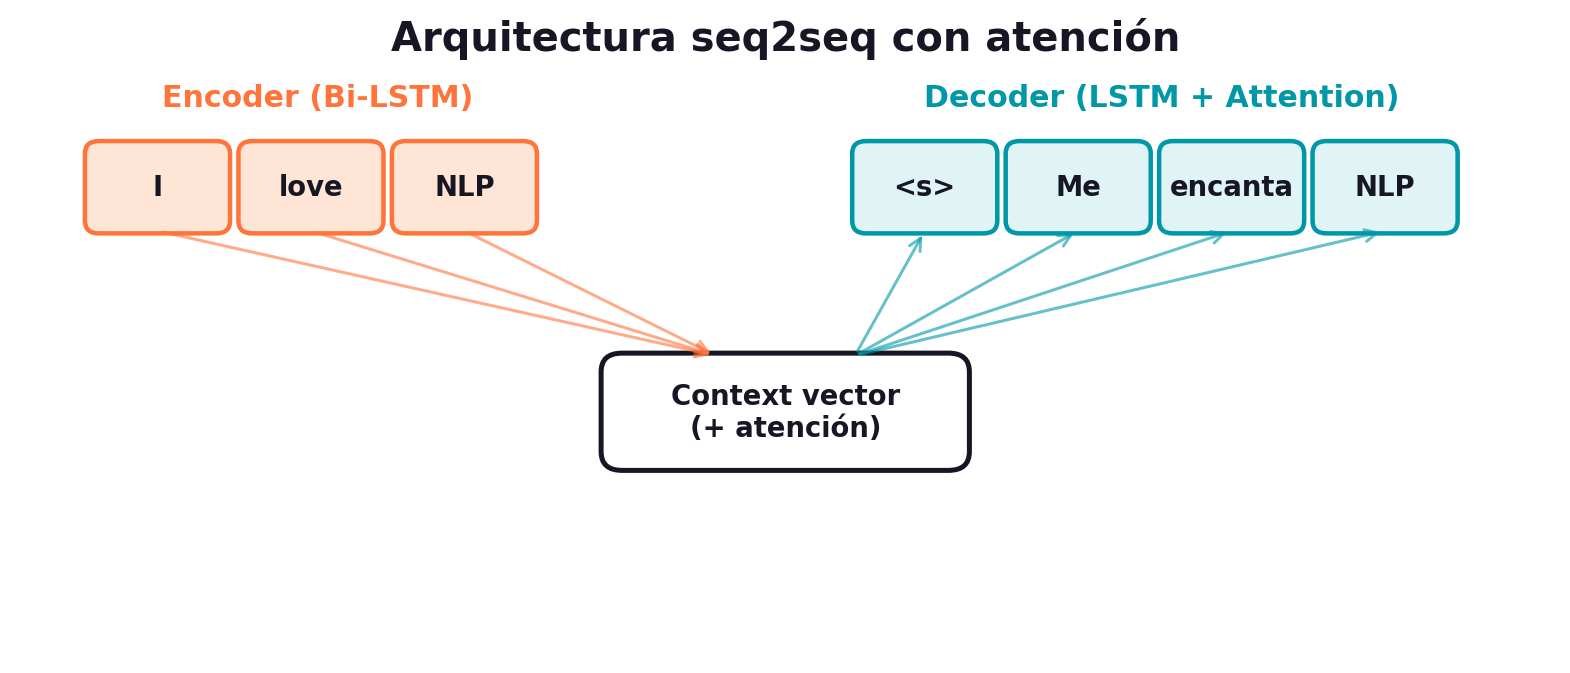 Arquitectura seq2seq con atención
Encoder (Bi-LSTM)
Decoder (LSTM + Attention)
I
love
NLP
<s>
Me
encanta
NLP
Context vector
(+ atención)